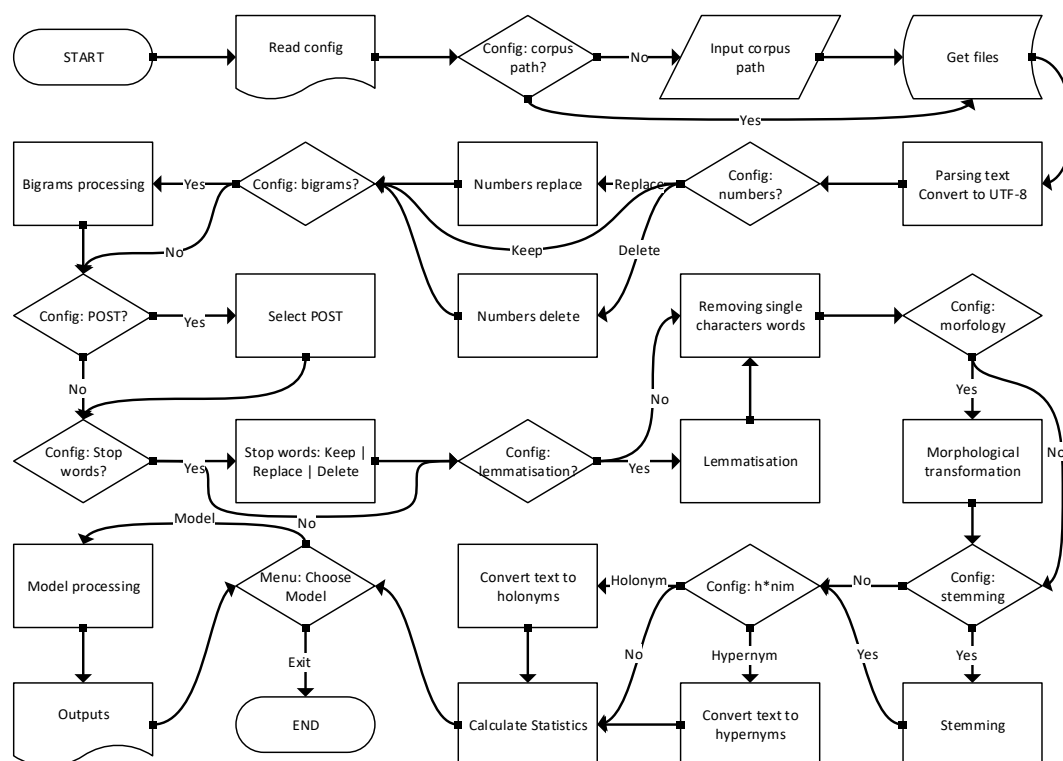 START
Read config
Config: corpus
path?
No
Input corpus
path
Get files
Yes
Bigrams processing
Yes
Config: bigrams?
Numbers replace
Replace
Config:
numbers?
Parsing text
Convert to UTF-8
No
Keep
Delete
Config: POST?
Yes
Select POST
Numbers delete
Removing single
characters words
Config:
morfology
No
No
Yes
No
Config: Stop
words?
Yes
Stop words: Keep |
Replace | Delete
Config:
lemmatisation?
Yes
Lemmatisation
Morphological
transformation
No
Model
Model processing
Menu: Choose
Model
Convert text to
holonyms
Holonym
Config: h*nim
No
Config:
stemming
Exit
No
Hypernym
Yes
Yes
Outputs
END
Calculate Statistics
Convert text to
hypernyms
Stemming